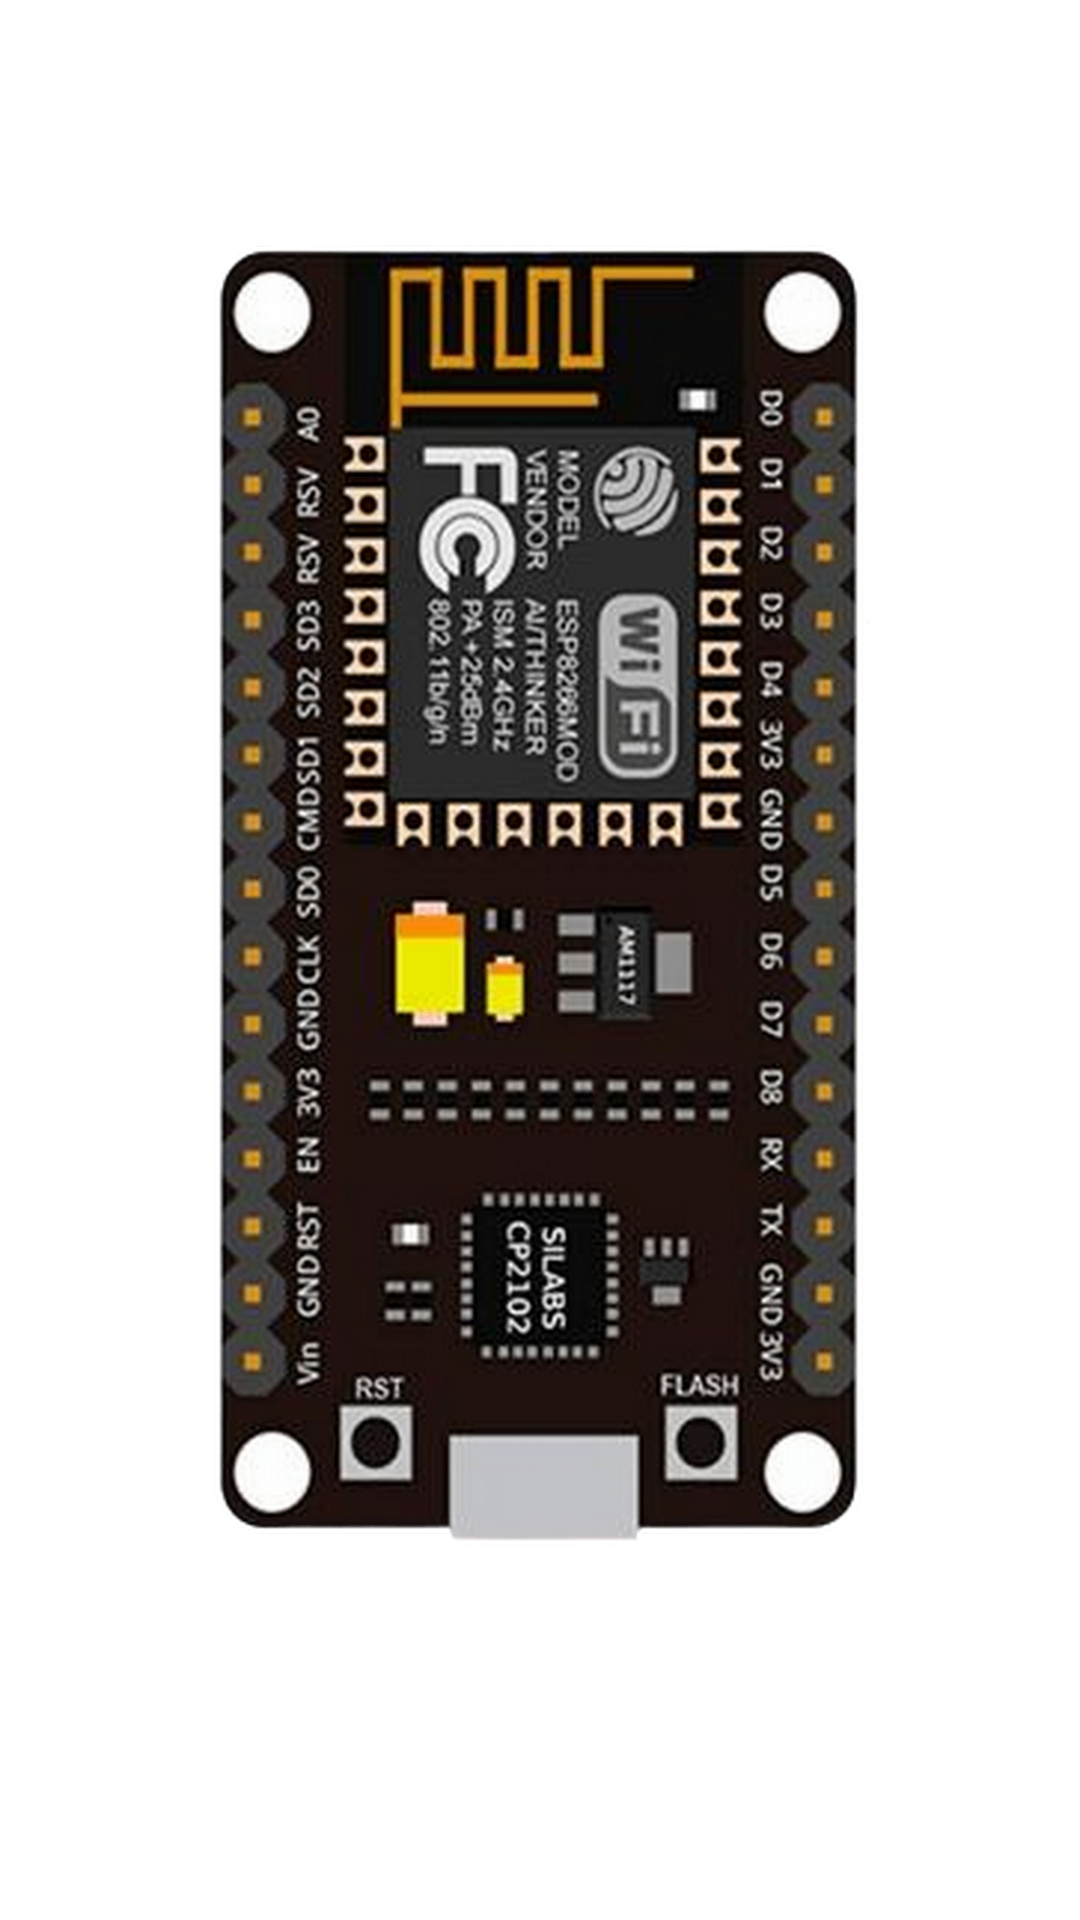 A0
RSV
RSV
SD3
SD2
SD1
CMD
SD0
CLK
GND
3V3
EN
RST
GND
Vin
D0
D1
D2
D3
D4
3V3
GND
D5
D6
D7
D8
RX
TX
GND
3V3
WiFi
MODEL ESP8266MOD
VENDOR AI/THINKER
ISM 2.4GHz
PA +25dBm
802.11b/g/n
FC
AM1117
SILABS
CP2102
RST
FLASH